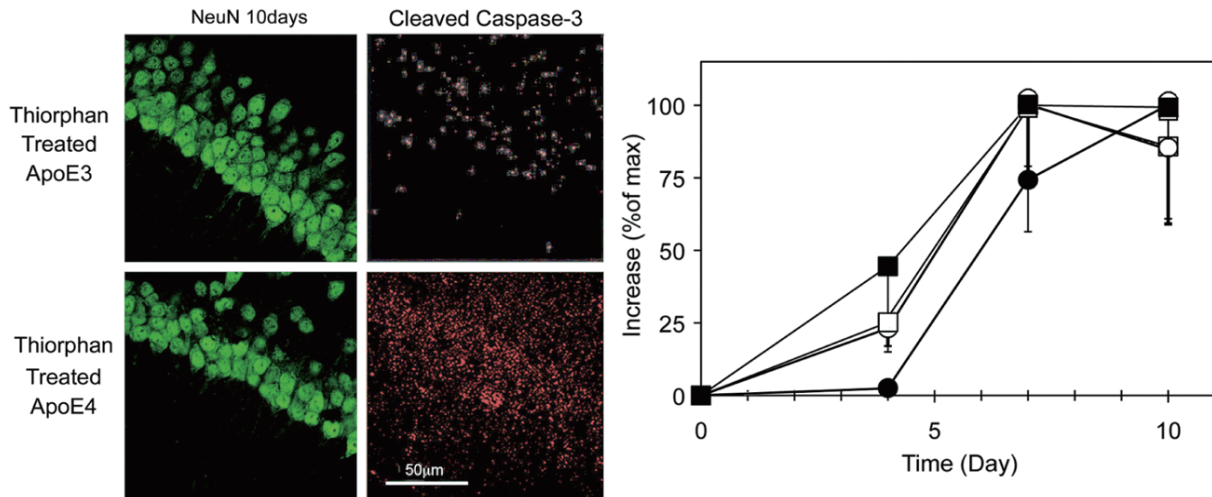 NeuN 10days
Cleaved Caspase-3
Thiorphan
Treated
ApoE3
Thiorphan
Treated
ApoE4
50μm
Increase (%of max)
100
75
50
25
0
0
5
10
Time (Day)